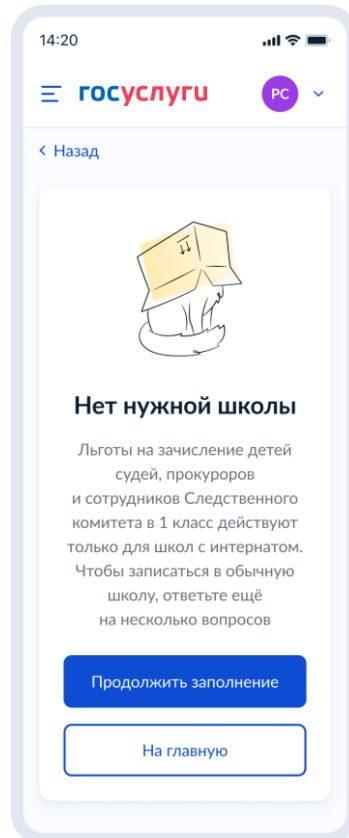 14:20
госуслуги
РС
Назад
Нет нужной школы
Льготы на зачисление детей
судей, прокуроров
и сотрудников Следственного
комитета в 1 класс действуют
только для школ с интернатом.
Чтобы записаться в обычную
школу, ответьте ещё
на несколько вопросов
Продолжить заполнение
На главную